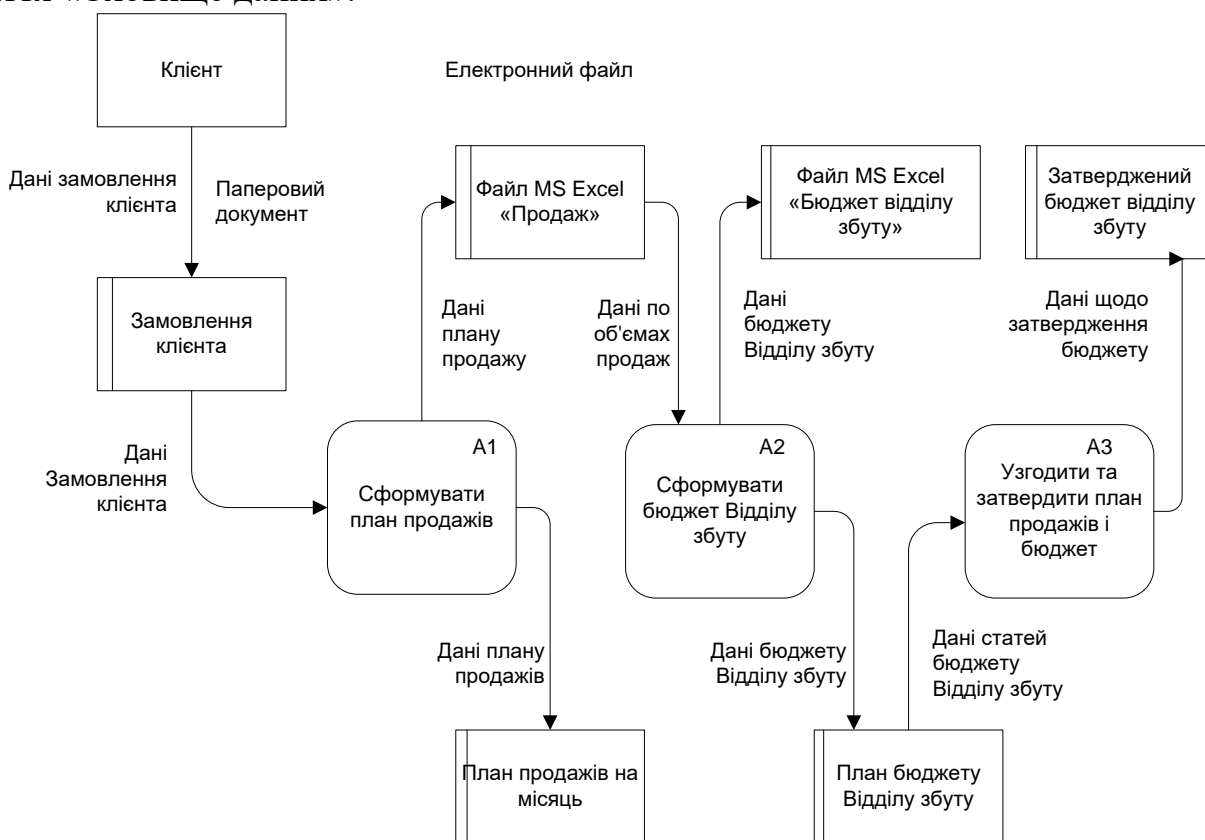 Клієнт
Електронний файл
Дані замовлення
клієнта
Паперовий
документ
Файл MS Excel
«Продаж»
Файл MS Excel
«Бюджет відділу
збуту»
Затверджений
бюджет відділу
збуту
Замовлення
клієнта
Дані
плану
продажу
Дані по
об'ємах
продаж
Дані
бюджету
Відділу збуту
Дані щодо
затвердження
бюджету
Дані
Замовлення
клієнта
А1
Сформувати
план продажів
А2
Сформувати
бюджет Відділу
збуту
А3
Узгодити та
затвердити план
продажів і
бюджет
Дані плану
продажів
Дані бюджету
Відділу збуту
Дані статей
бюджету
Відділу збуту
План продажів на
місяць
План бюджету
Відділу збуту